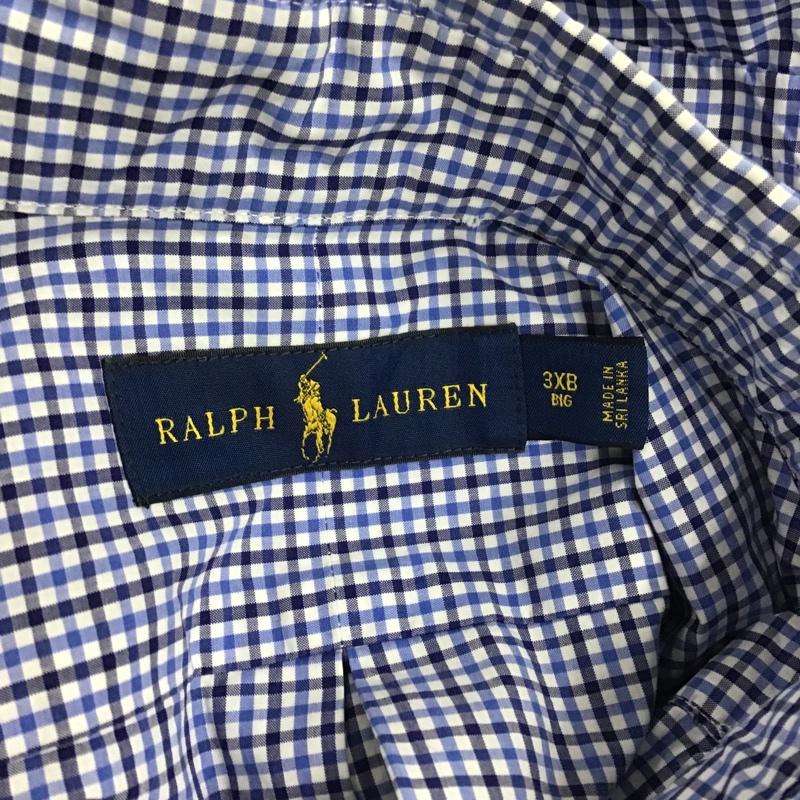 RALPH LAUREN
3XB
BIG
MADE IN
SRI LANKA